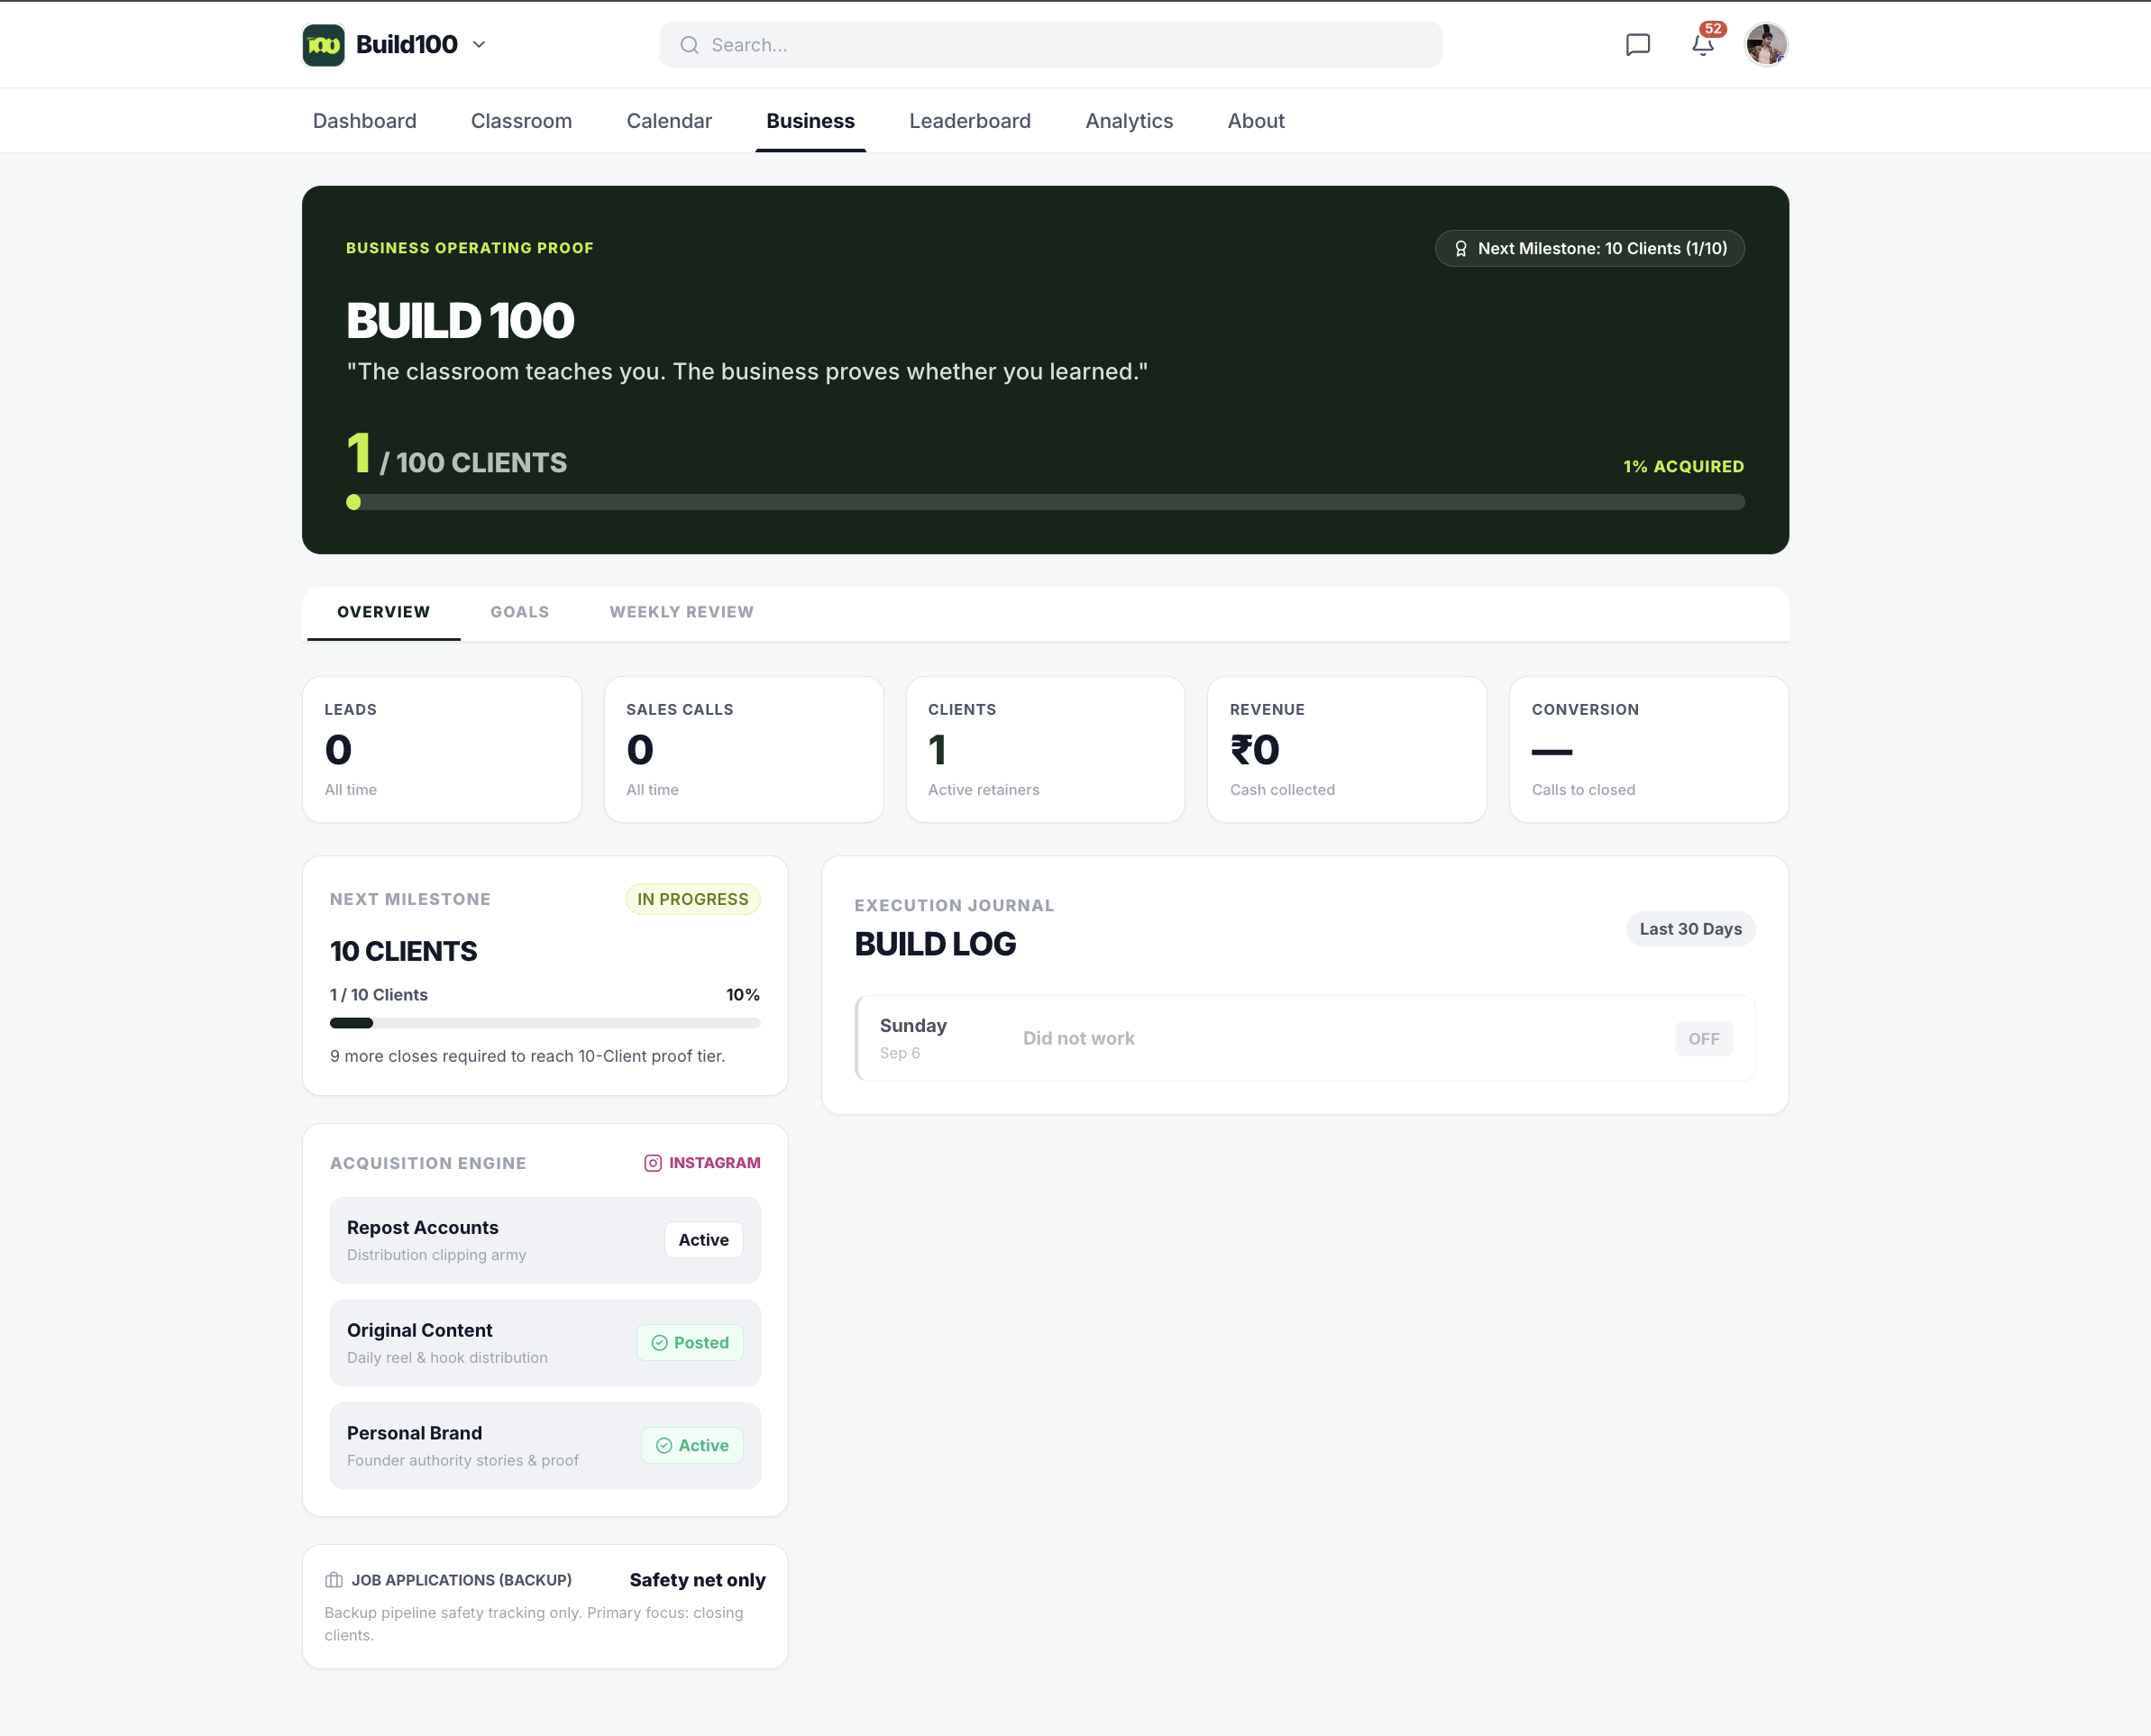 100
Build100
Search...
52
Dashboard
Classroom
Calendar
Business
Leaderboard
Analytics
About
BUSINESS OPERATING PROOF
Next Milestone: 10 Clients (1/10)
BUILD 100
"The classroom teaches you. The business proves whether you learned."
1 / 100 CLIENTS
1% ACQUIRED
OVERVIEW
GOALS
WEEKLY REVIEW
LEADS
0
All time
SALES CALLS
0
All time
CLIENTS
1
Active retainers
REVENUE
₹0
Cash collected
CONVERSION
—
Calls to closed
NEXT MILESTONE
IN PROGRESS
10 CLIENTS
1 / 10 Clients
10%
9 more closes required to reach 10-Client proof tier.
EXECUTION JOURNAL
BUILD LOG
Last 30 Days
Sunday
Sep 6
Did not work
OFF
ACQUISITION ENGINE
INSTAGRAM
Repost Accounts
Distribution clipping army
Active
Original Content
Daily reel & hook distribution
Posted
Personal Brand
Founder authority stories & proof
Active
JOB APPLICATIONS (BACKUP)
Safety net only
Backup pipeline safety tracking only. Primary focus: closing
clients.